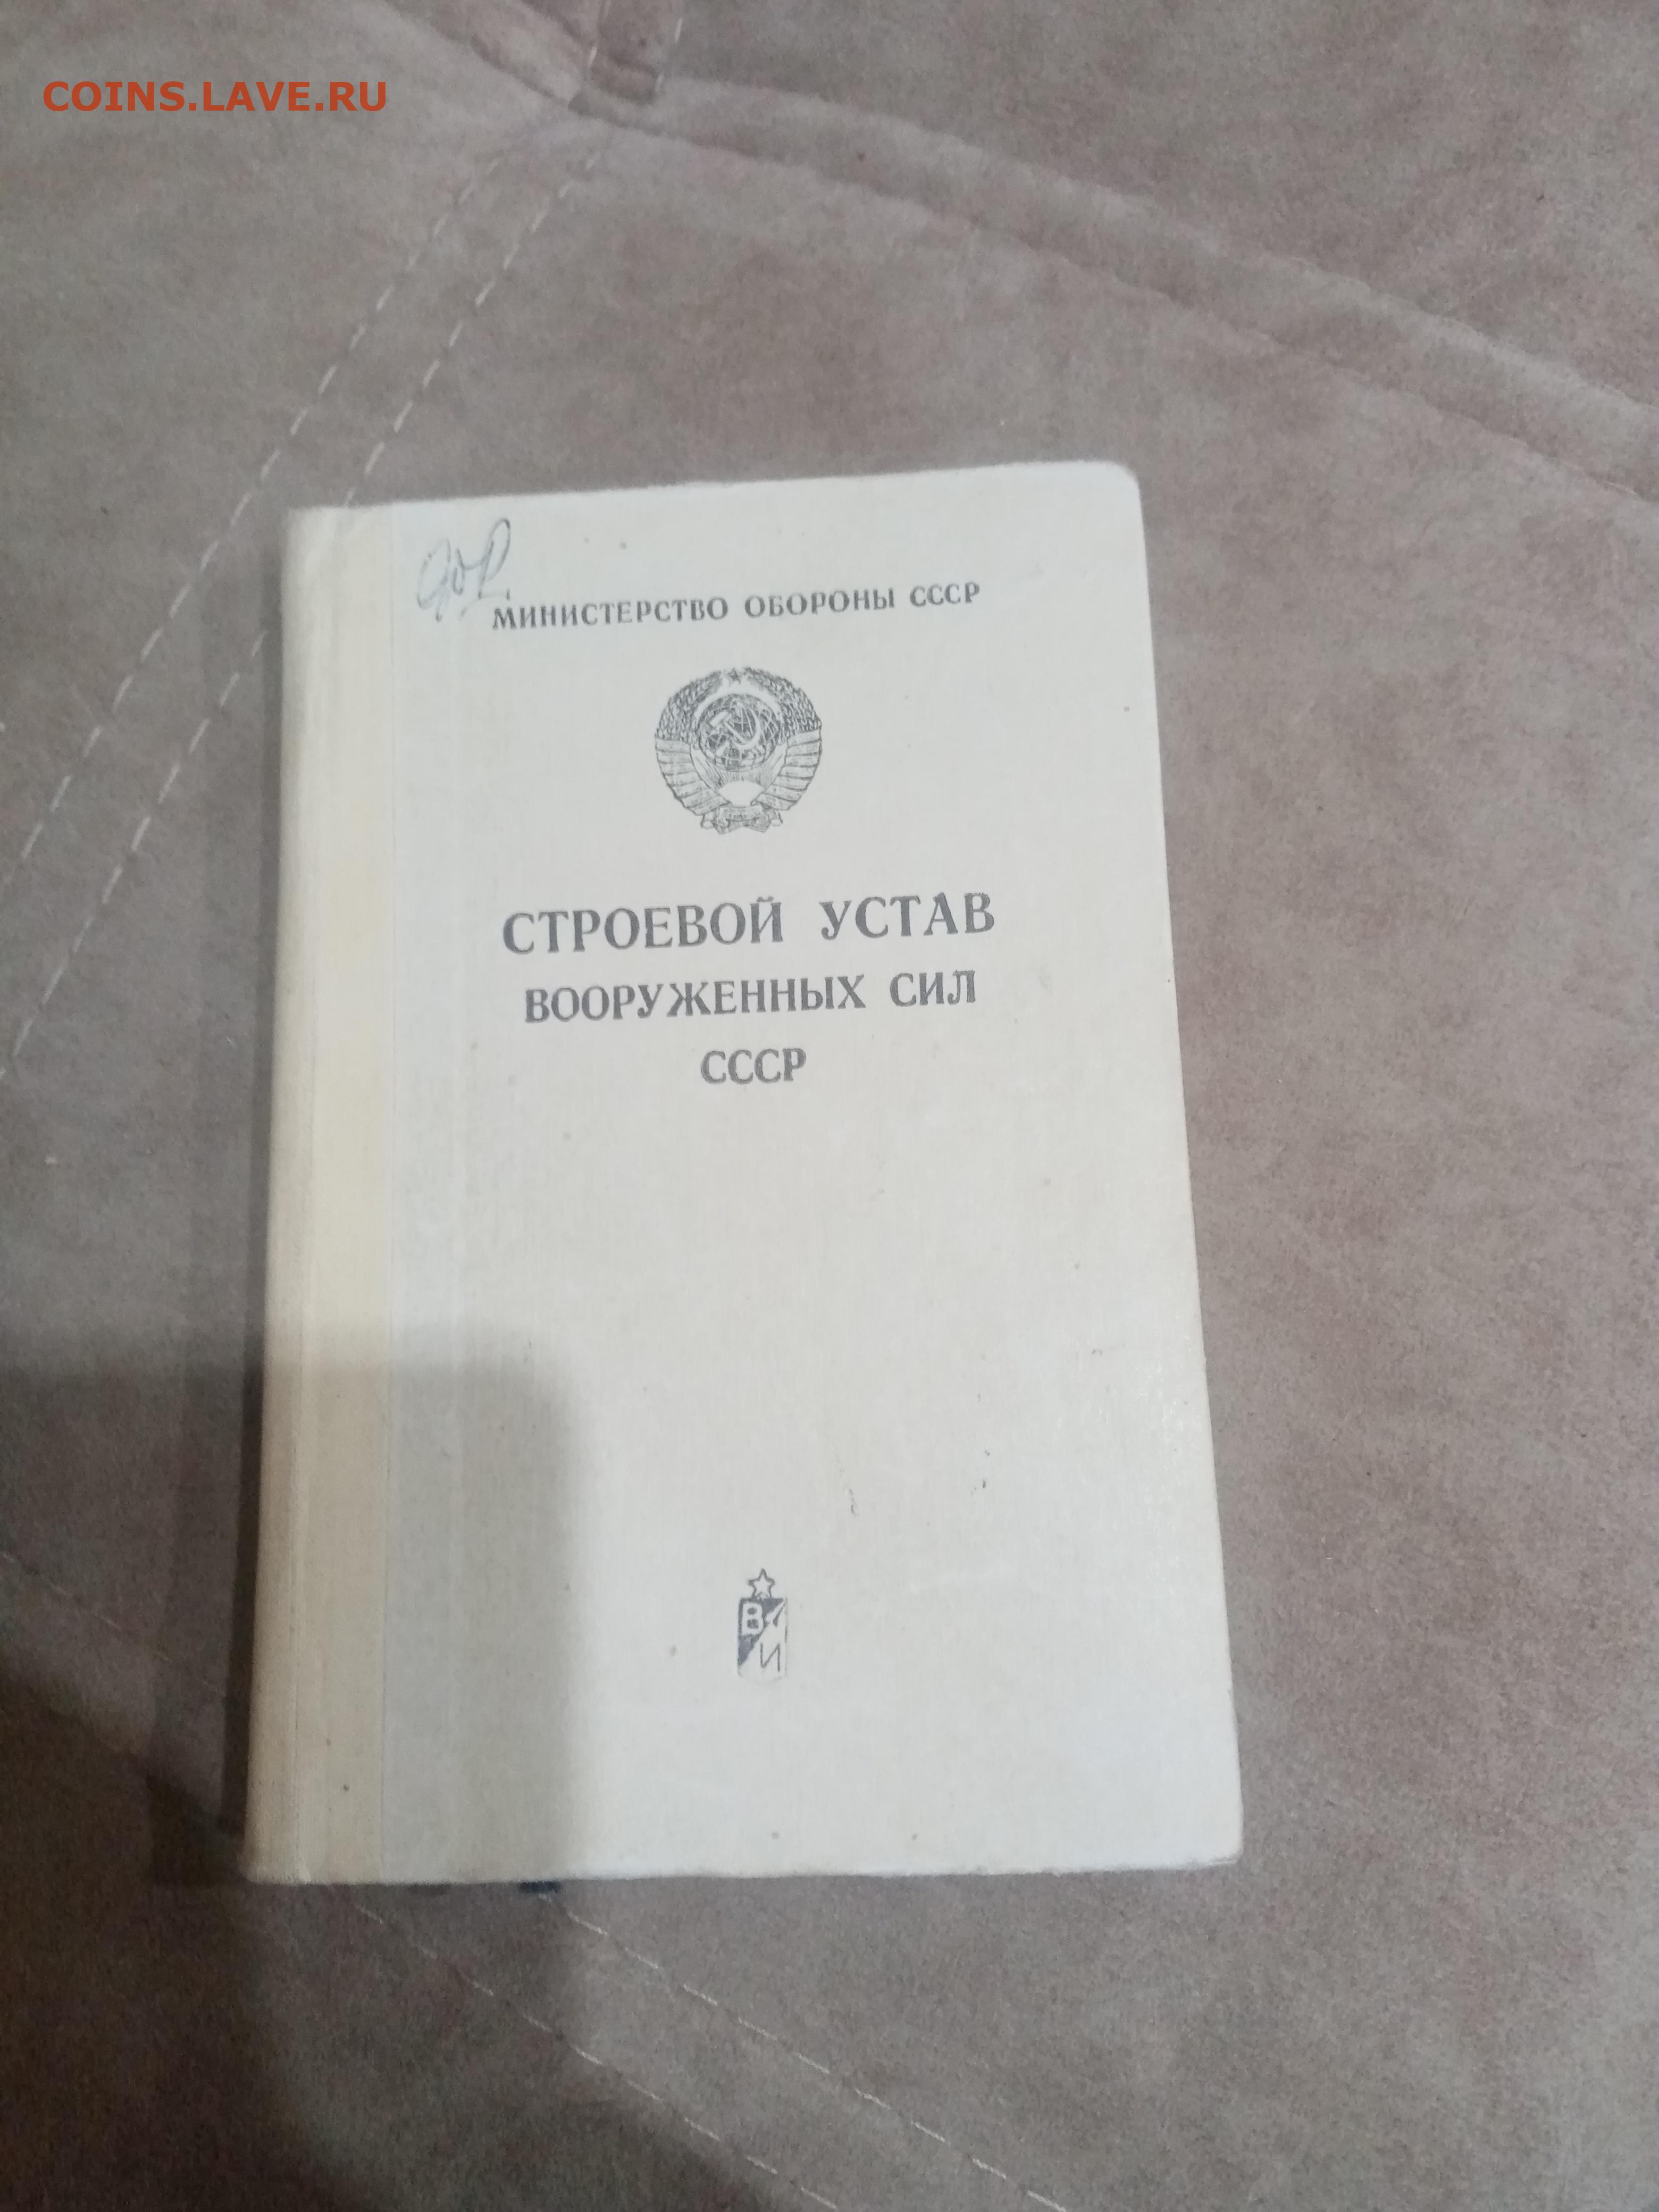 COINS.LAVE.RU
МИНИСТЕРСТВО ОБОРОНЫ СССР
СТРОЕВОЙ УСТАВ
ВООРУЖЕННЫХ СИЛ
СССР
В
И